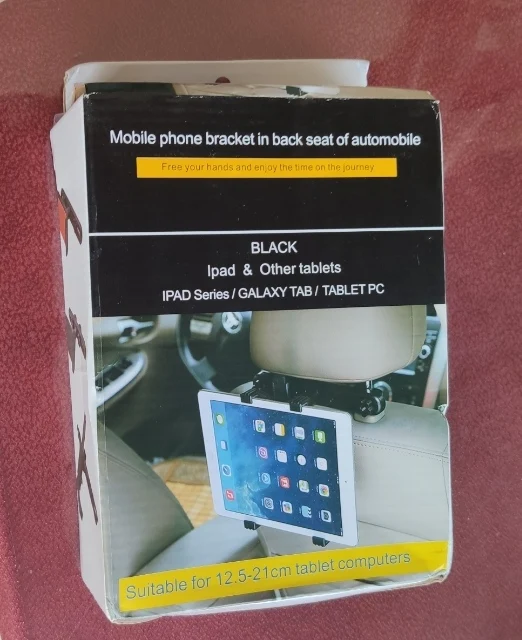 Mobile phone bracket in back seat of automobile
Free your hands and enjoy the time on the journey
BLACK
Ipad & Other tablets
IPAD Series / GALAXY TAB / TABLET PC
Suitable for 12.5-21cm tablet computers